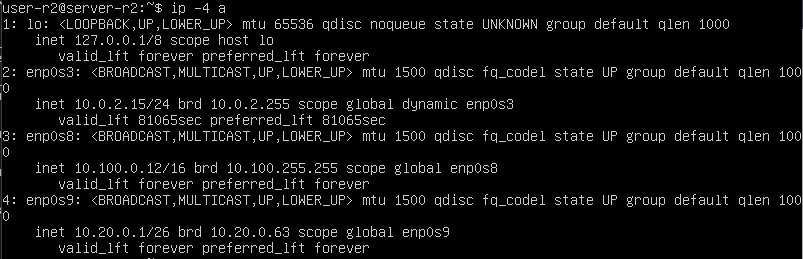 user-r2@server-r2:~$ ip -4 a
1: lo: <LOOPBACK,UP,LOWER_UP> mtu 65536 qdisc noqueue state UNKNOWN group default qlen 1000
    inet 127.0.0.1/8 scope host lo
       valid_lft forever preferred_lft forever
2: enp0s3: <BROADCAST,MULTICAST,UP,LOWER_UP> mtu 1500 qdisc fq_codel state UP group default qlen 100
0
    inet 10.0.2.15/24 brd 10.0.2.255 scope global dynamic enp0s3
       valid_lft 81065sec preferred_lft 81065sec
3: enp0s8: <BROADCAST,MULTICAST,UP,LOWER_UP> mtu 1500 qdisc fq_codel state UP group default qlen 100
0
    inet 10.100.0.12/16 brd 10.100.255.255 scope global enp0s8
       valid_lft forever preferred_lft forever
4: enp0s9: <BROADCAST,MULTICAST,UP,LOWER_UP> mtu 1500 qdisc fq_codel state UP group default qlen 100
0
    inet 10.20.0.1/26 brd 10.20.0.63 scope global enp0s9
       valid_lft forever preferred_lft forever